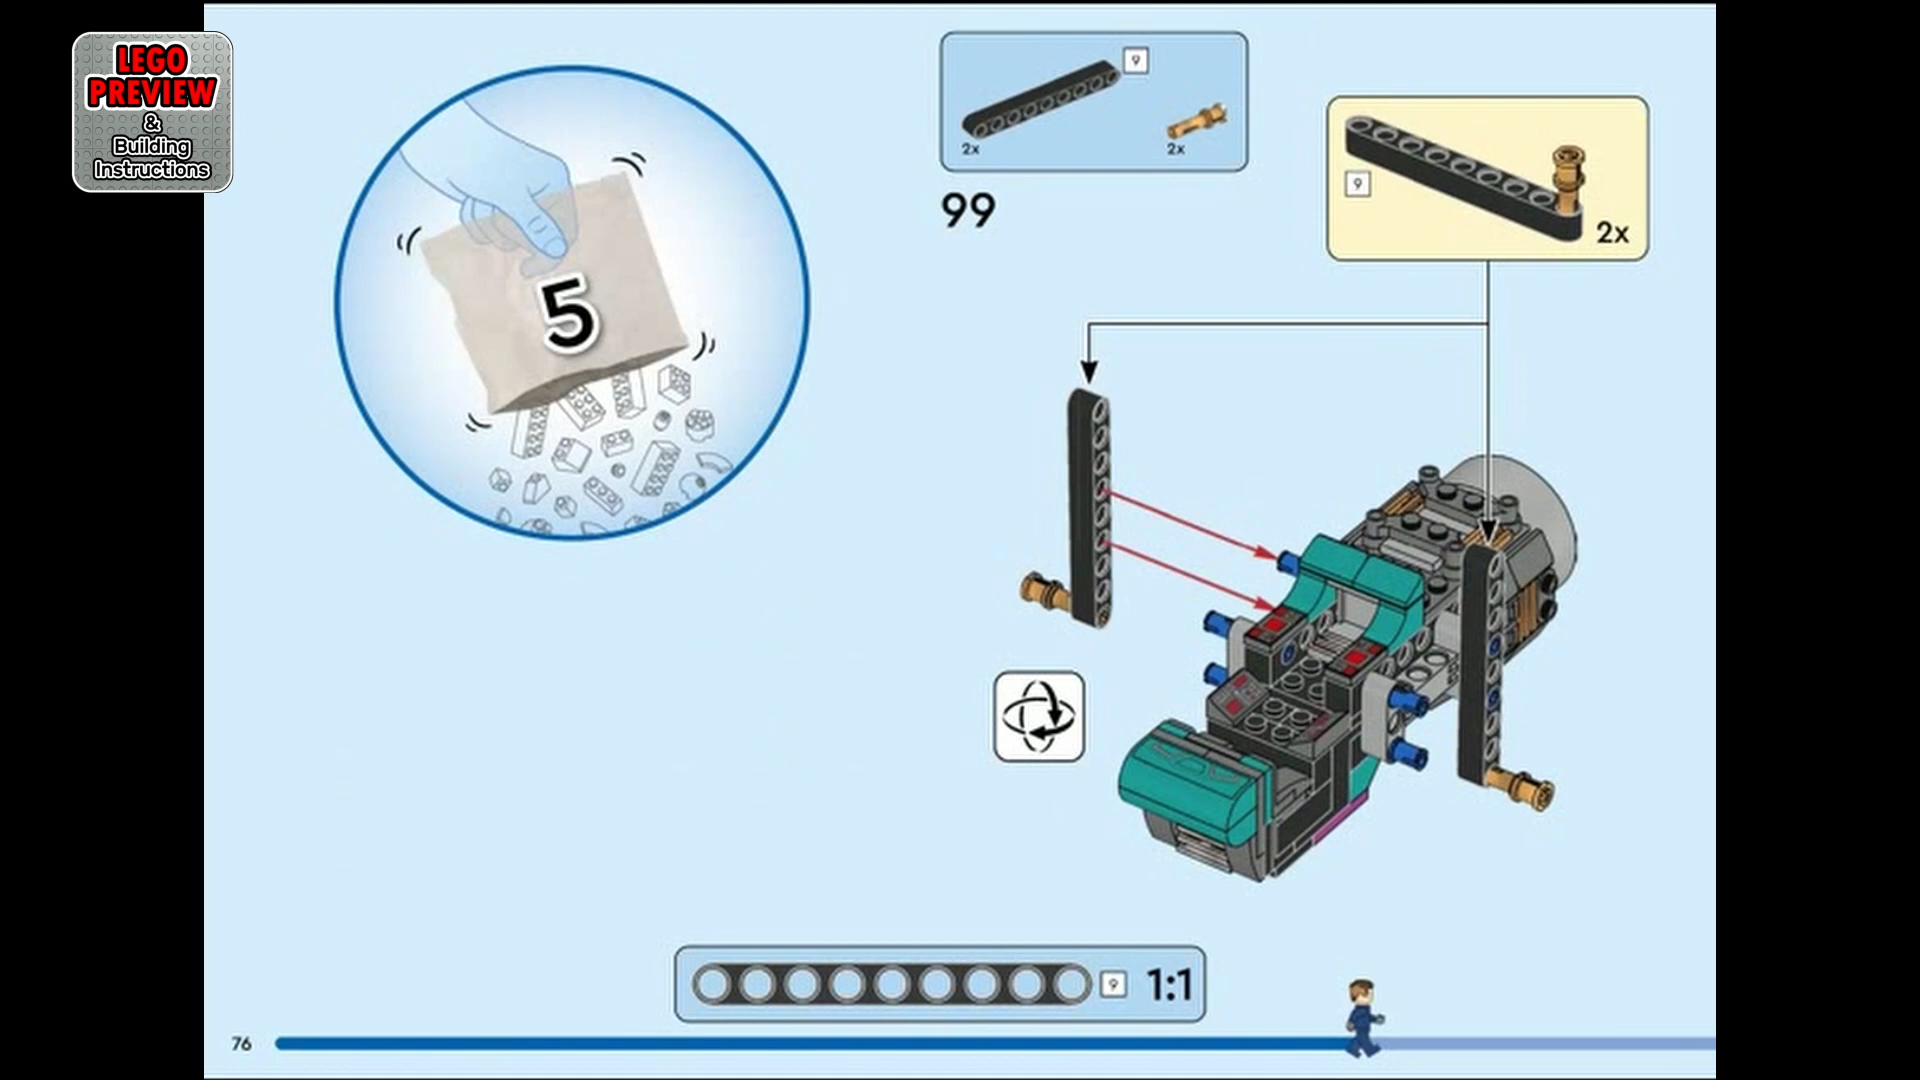 LEGO
PREVIEW
&
Building
Instructions
5
9
2x
2x
99
9
2x
9
1:1
76